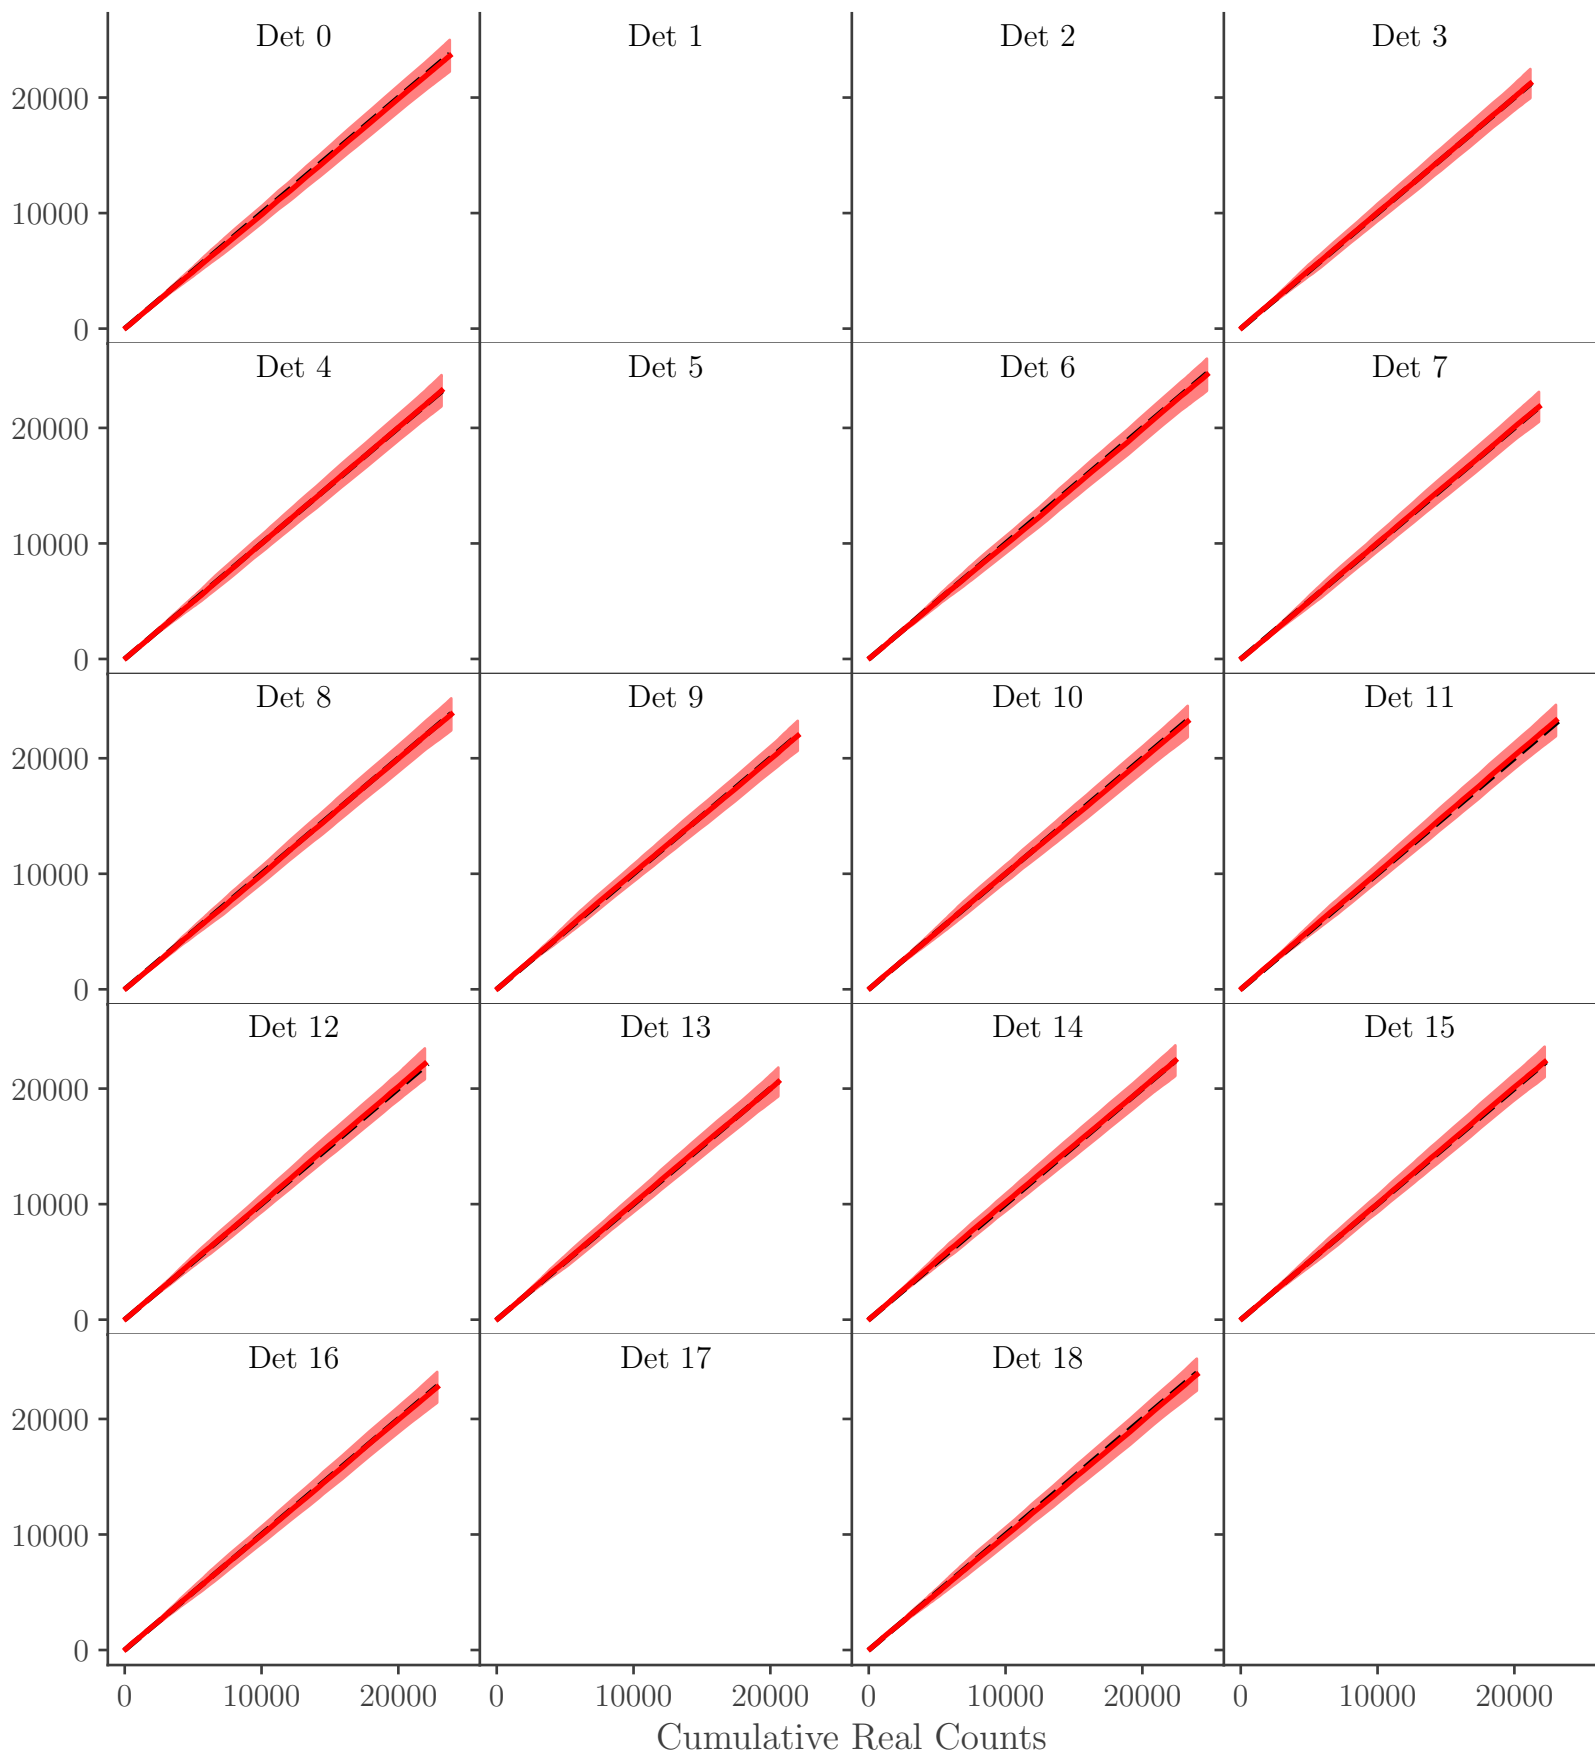 Det 0 Det 1 Det 2 Det 3
20000
10000
0
Det 4 Det 5 Det 6 Det 7
20000
10000
0
Det 8 Det 9 Det 10 Det 11
20000
10000
0
Det 12 Det 13 Det 14 Det 15
20000
10000
0
Det 16 Det 17 Det 18
20000
10000
0
0 10000 20000 0 10000 20000 0 10000 20000 0 10000 20000
Cumulative Real Counts